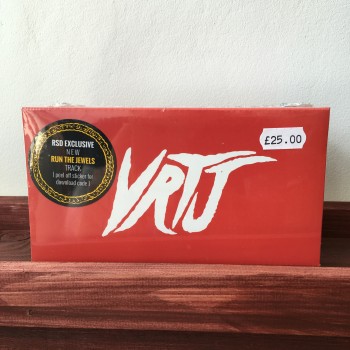 RSD EXCLUSIVE
NEW
RUN THE JEWELS
TRACK
( peel off sticker for
download code )
£25.00
VRTJ